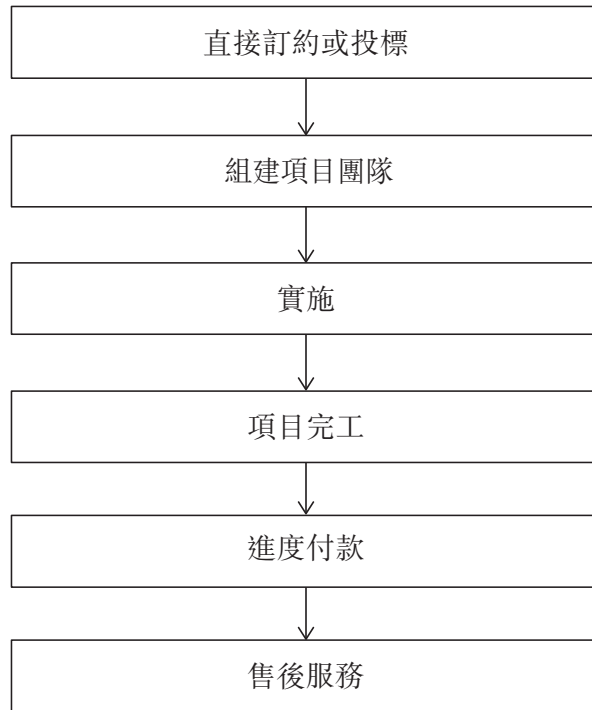 直接訂約或投標
組建項目團隊
實施
項目完工
進度付款
售後服務